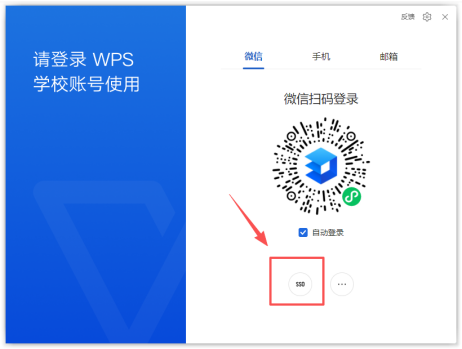 反馈
请登录 WPS
学校账号使用
微信 手机 邮箱
微信扫码登录
自动登录
SSO